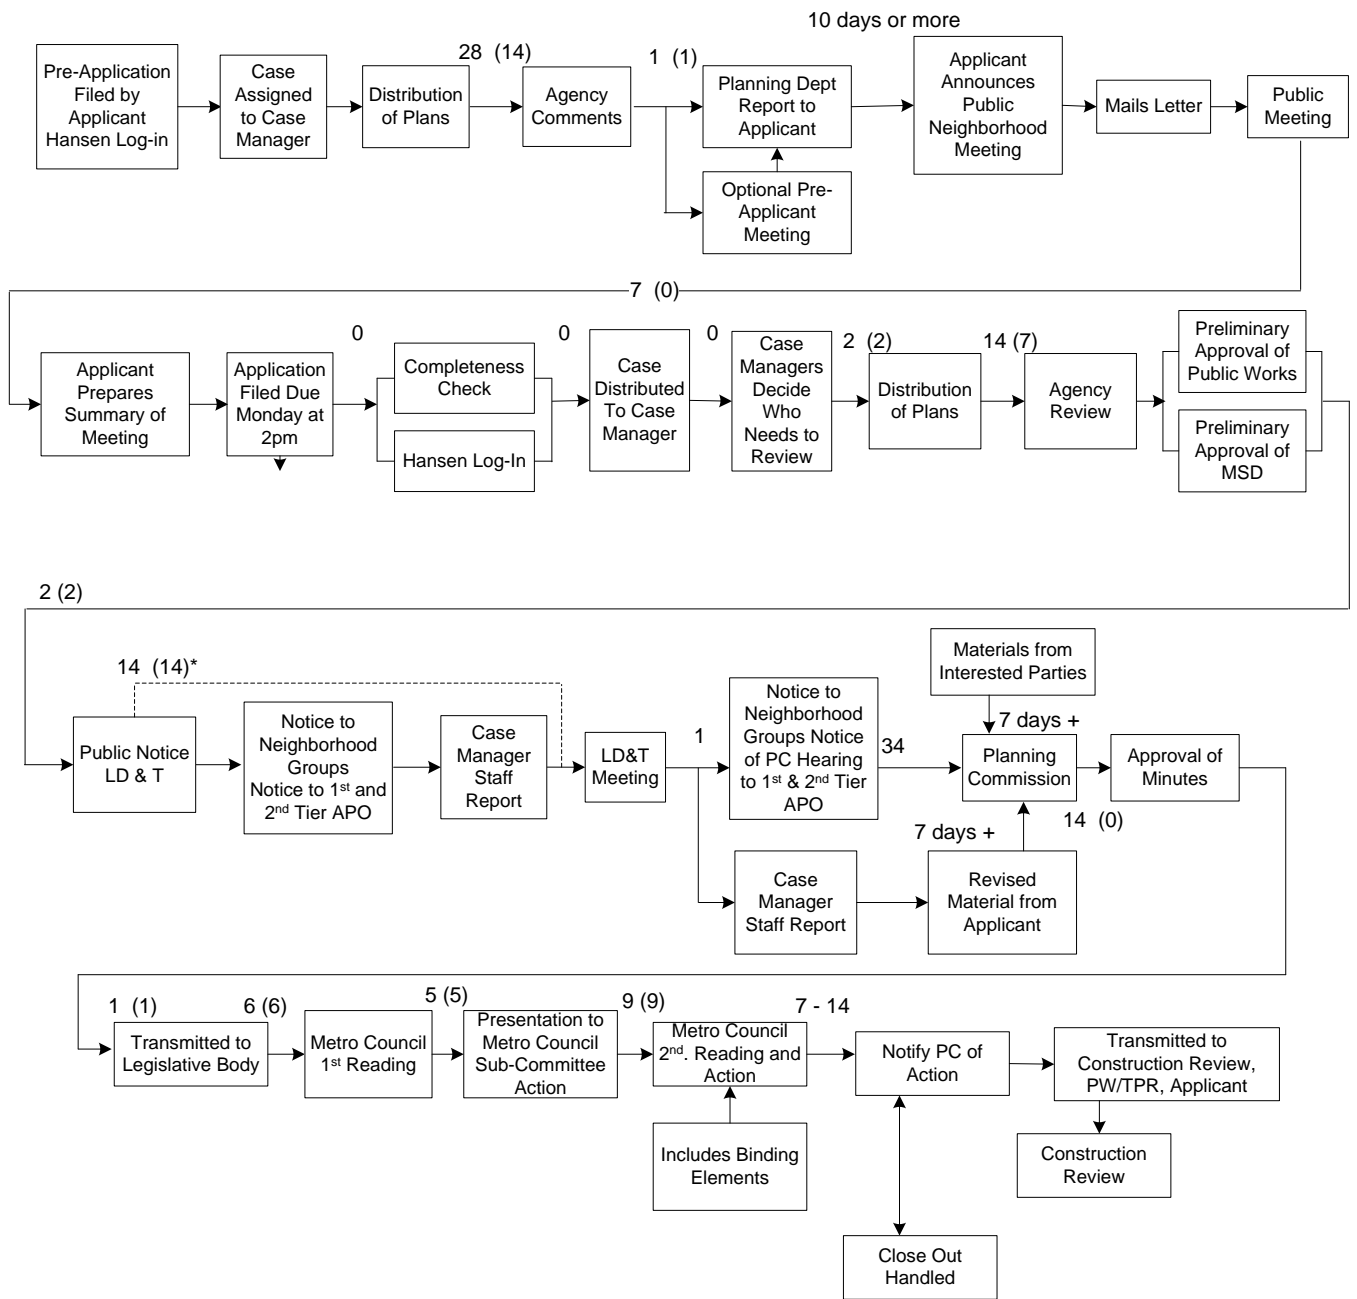 10 days or more
28 (14)
1 (1)
Pre-Application
Filed by
Applicant
Hansen Log-in
Case
Assigned
to Case
Manager
Distribution
of Plans
Agency
Comments
Planning Dept
Report to
Applicant
Optional Pre-
Applicant
Meeting
Applicant
Announces
Public
Neighborhood
Meeting
Mails Letter
Public
Meeting
7 (0)
Applicant
Prepares
Summary of
Meeting
Application
Filed Due
Monday at
2pm
0
Completeness
Check
Hansen Log-In
0
Case
Distributed
To Case
Manager
0
Case
Managers
Decide
Who
Needs to
Review
2 (2)
Distribution
of Plans
14 (7)
Agency
Review
Preliminary
Approval of
Public Works
Preliminary
Approval of
MSD
2 (2)
14 (14)*
Public Notice
LD & T
Notice to
Neighborhood
Groups
Notice to 1st and
2nd Tier APO
Case
Manager
Staff
Report
LD&T
Meeting
1
Notice to
Neighborhood
Groups Notice
of PC Hearing
to 1st & 2nd Tier
APO
34
Materials from
Interested Parties
7 days +
Planning
Commission
Approval of
Minutes
14 (0)
7 days +
Case
Manager
Staff Report
Revised
Material from
Applicant
1 (1)
Transmitted to
Legislative Body
6 (6)
Metro Council
1st Reading
5 (5)
Presentation to
Metro Council
Sub-Committee
Action
9 (9)
Metro Council
2nd. Reading and
Action
Includes Binding
Elements
7 - 14
Notify PC of
Action
Close Out
Handled
Transmitted to
Construction Review,
PW/TPR, Applicant
Construction
Review